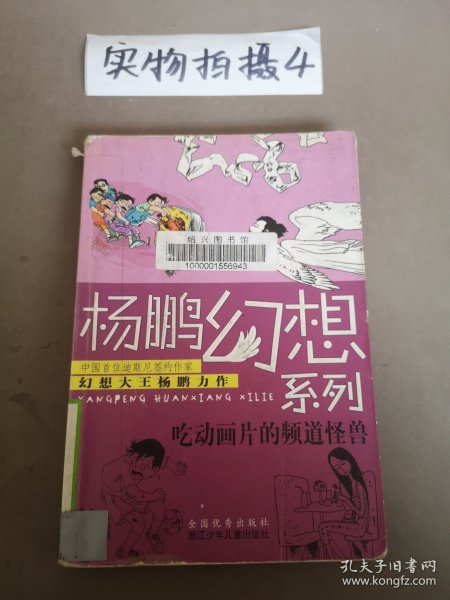 实物拍摄4
绍兴图书馆
1000001556943
杨鹏幻想
系列
中国首位迪斯尼签约作家
幻想大王杨鹏力作
YANGPENG HUANXIANG XILIE
吃动画片的频道怪兽
全国优秀出版社
浙江少年儿童出版社
孔夫子旧书网
www.kongfz.com